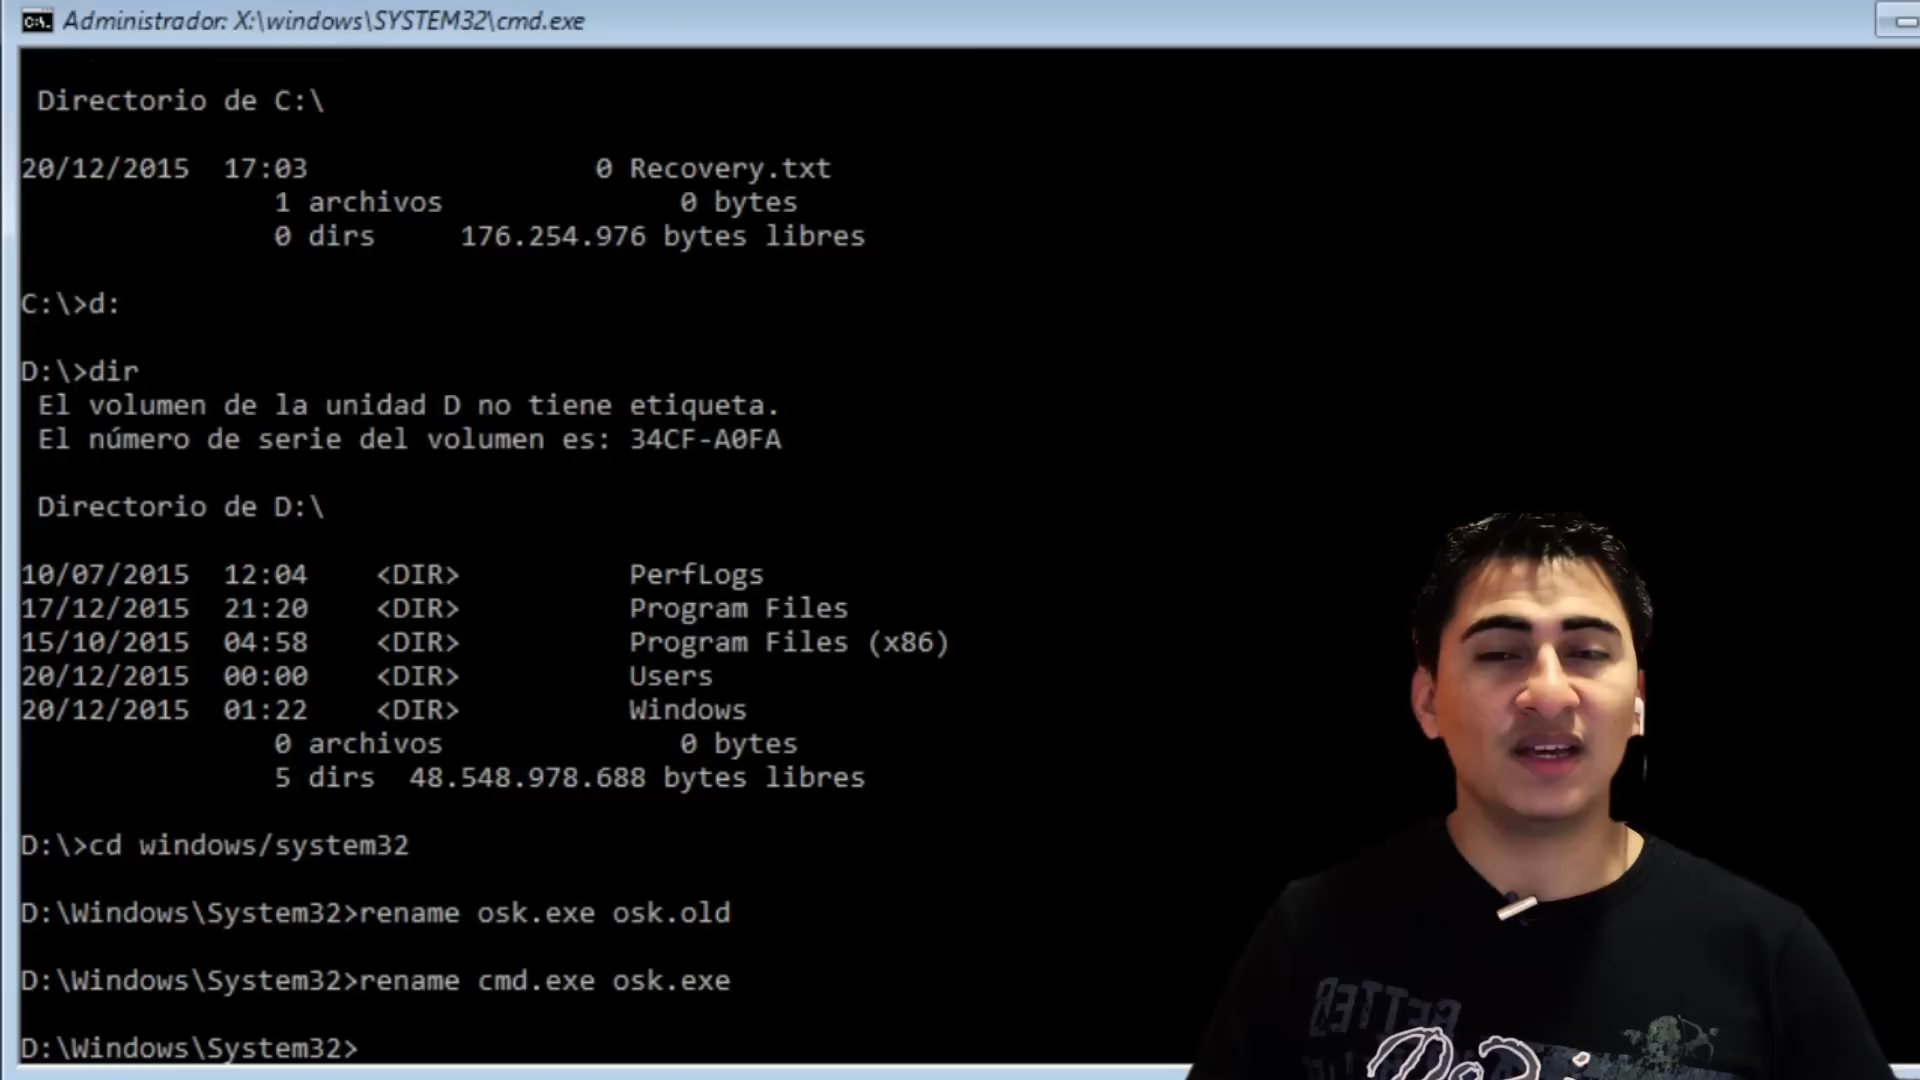 Administrador: X:\windows\SYSTEM32\cmd.exe
Directorio de C:\
20/12/2015 17:03 0 Recovery.txt
1 archivos 0 bytes
0 dirs 176.254.976 bytes libres
C:\>d:
D:\>dir
El volumen de la unidad D no tiene etiqueta.
El número de serie del volumen es: 34CF-A0FA
Directorio de D:\
10/07/2015 12:04 <DIR> PerfLogs
17/12/2015 21:20 <DIR> Program Files
15/10/2015 04:58 <DIR> Program Files (x86)
20/12/2015 00:00 <DIR> Users
20/12/2015 01:22 <DIR> Windows
0 archivos 0 bytes
5 dirs 48.548.978.688 bytes libres
D:\>cd windows/system32
D:\Windows\System32>rename osk.exe osk.old
D:\Windows\System32>rename cmd.exe osk.exe
D:\Windows\System32>
BETTER